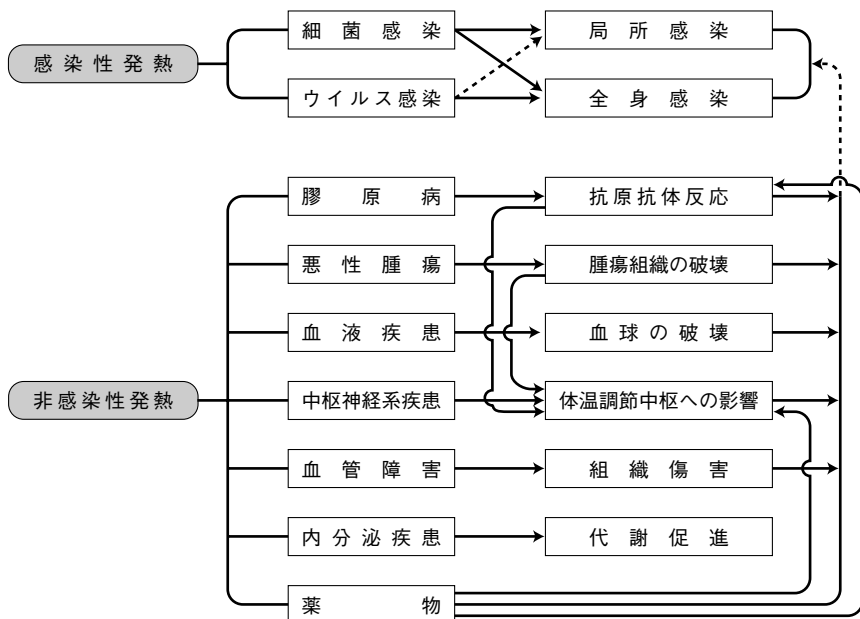 感染性発熱
細菌感染
局所感染
ウイルス感染
全身感染
非感染性発熱
膠原病
抗原抗体反応
悪性腫瘍
腫瘍組織の破壊
血液疾患
血球の破壊
中枢神経系疾患
体温調節中枢への影響
血管障害
組織傷害
内分泌疾患
代謝促進
薬物